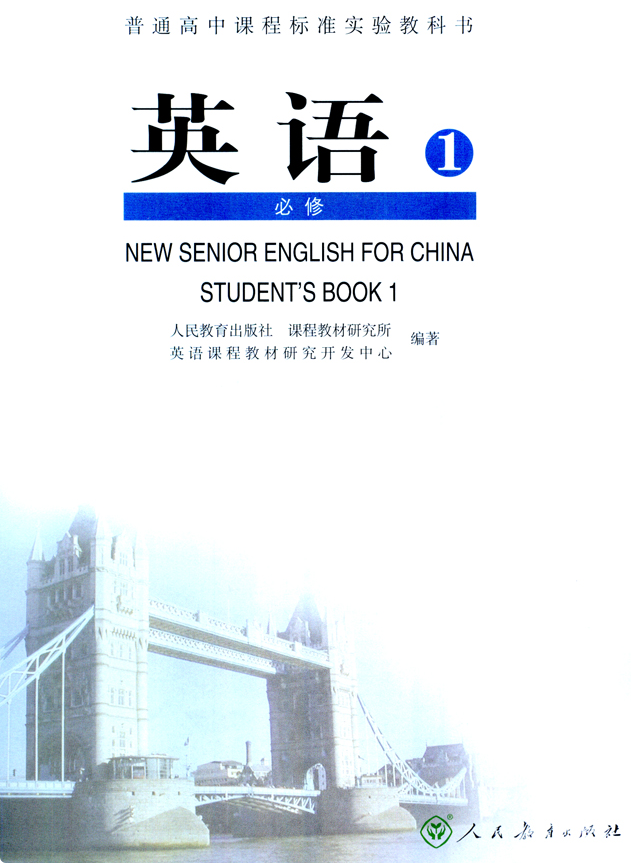 普通高中课程标准实验教科书
英语 1
必修
NEW SENIOR ENGLISH FOR CHINA
STUDENT'S BOOK 1
人民教育出版社 课程教材研究所
英语课程教材研究开发中心
编著
®
人民教育出版社